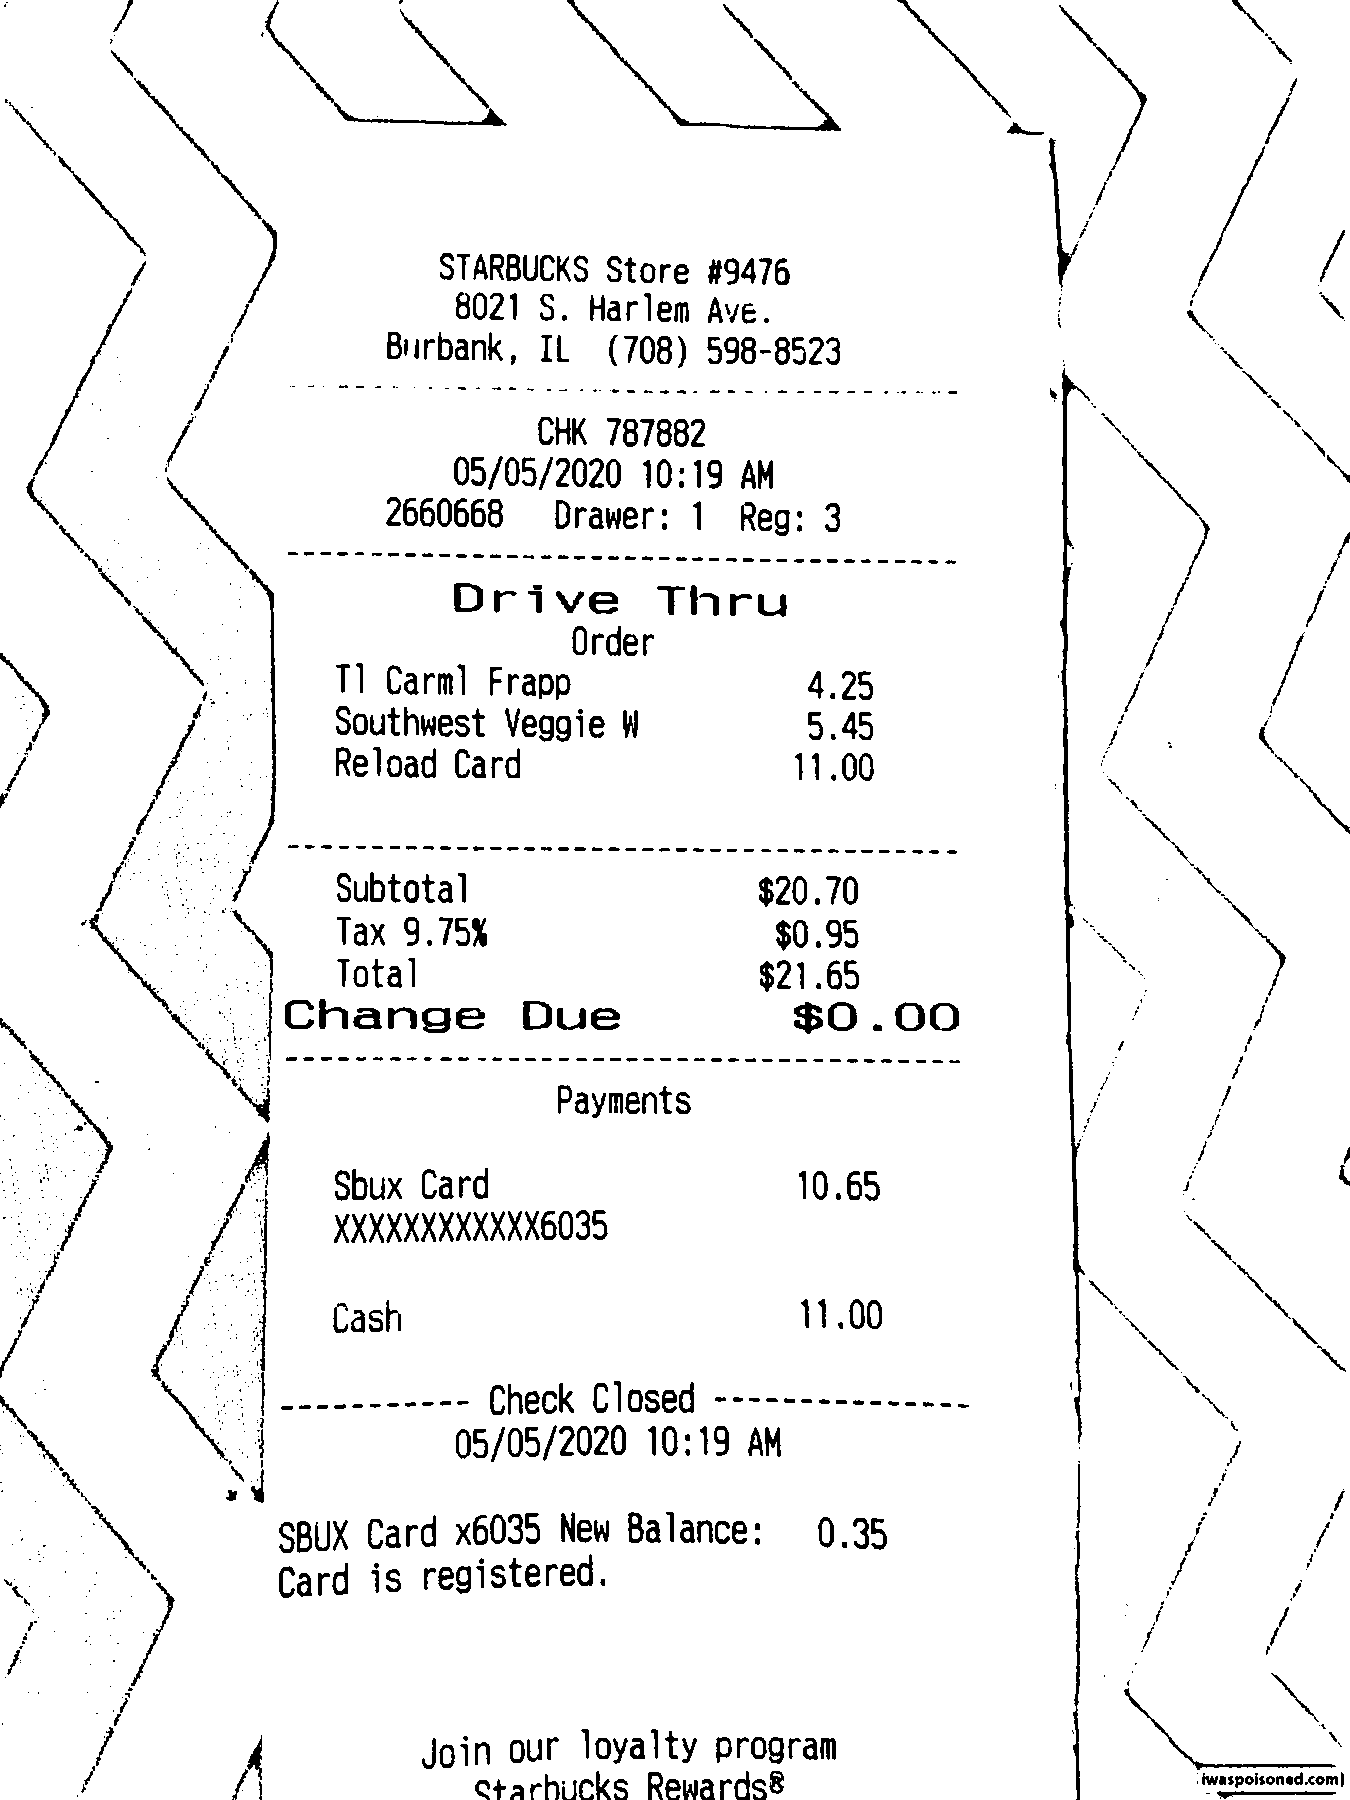 STARBUCKS Store #9476
8021 S. Harlem Ave.
Burbank, IL (708) 598-8523
CHK 787882
05/05/2020 10:19 AM
2660668 Drawer: 1 Reg: 3
Drive Thru
Order
Tl Carml Frapp 4.25
Southwest Veggie W 5.45
Reload Card 11.00
Subtotal $20.70
Tax 9.75% $0.95
Total $21.65
Change Due $0.00
Payments
Sbux Card 10.65
XXXXXXXXXXXX6035
Cash 11.00
---------- Check Closed --------------
05/05/2020 10:19 AM
SBUX Card x6035 New Balance: 0.35
Card is registered.
Join our loyalty program
Starbucks Rewards®
iwaspoisoned.com